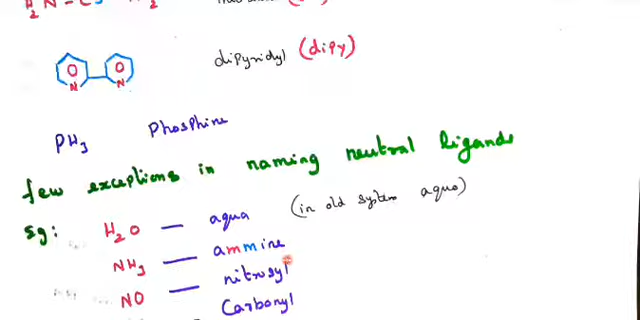 dipyridyl (dipy)
N N
PH3 Phosphine
few exceptions in naming neutral ligands
Eg: H2O — aqua (in old system aquo)
NH3 — ammine
NO — nitrosyl
Carbonyl